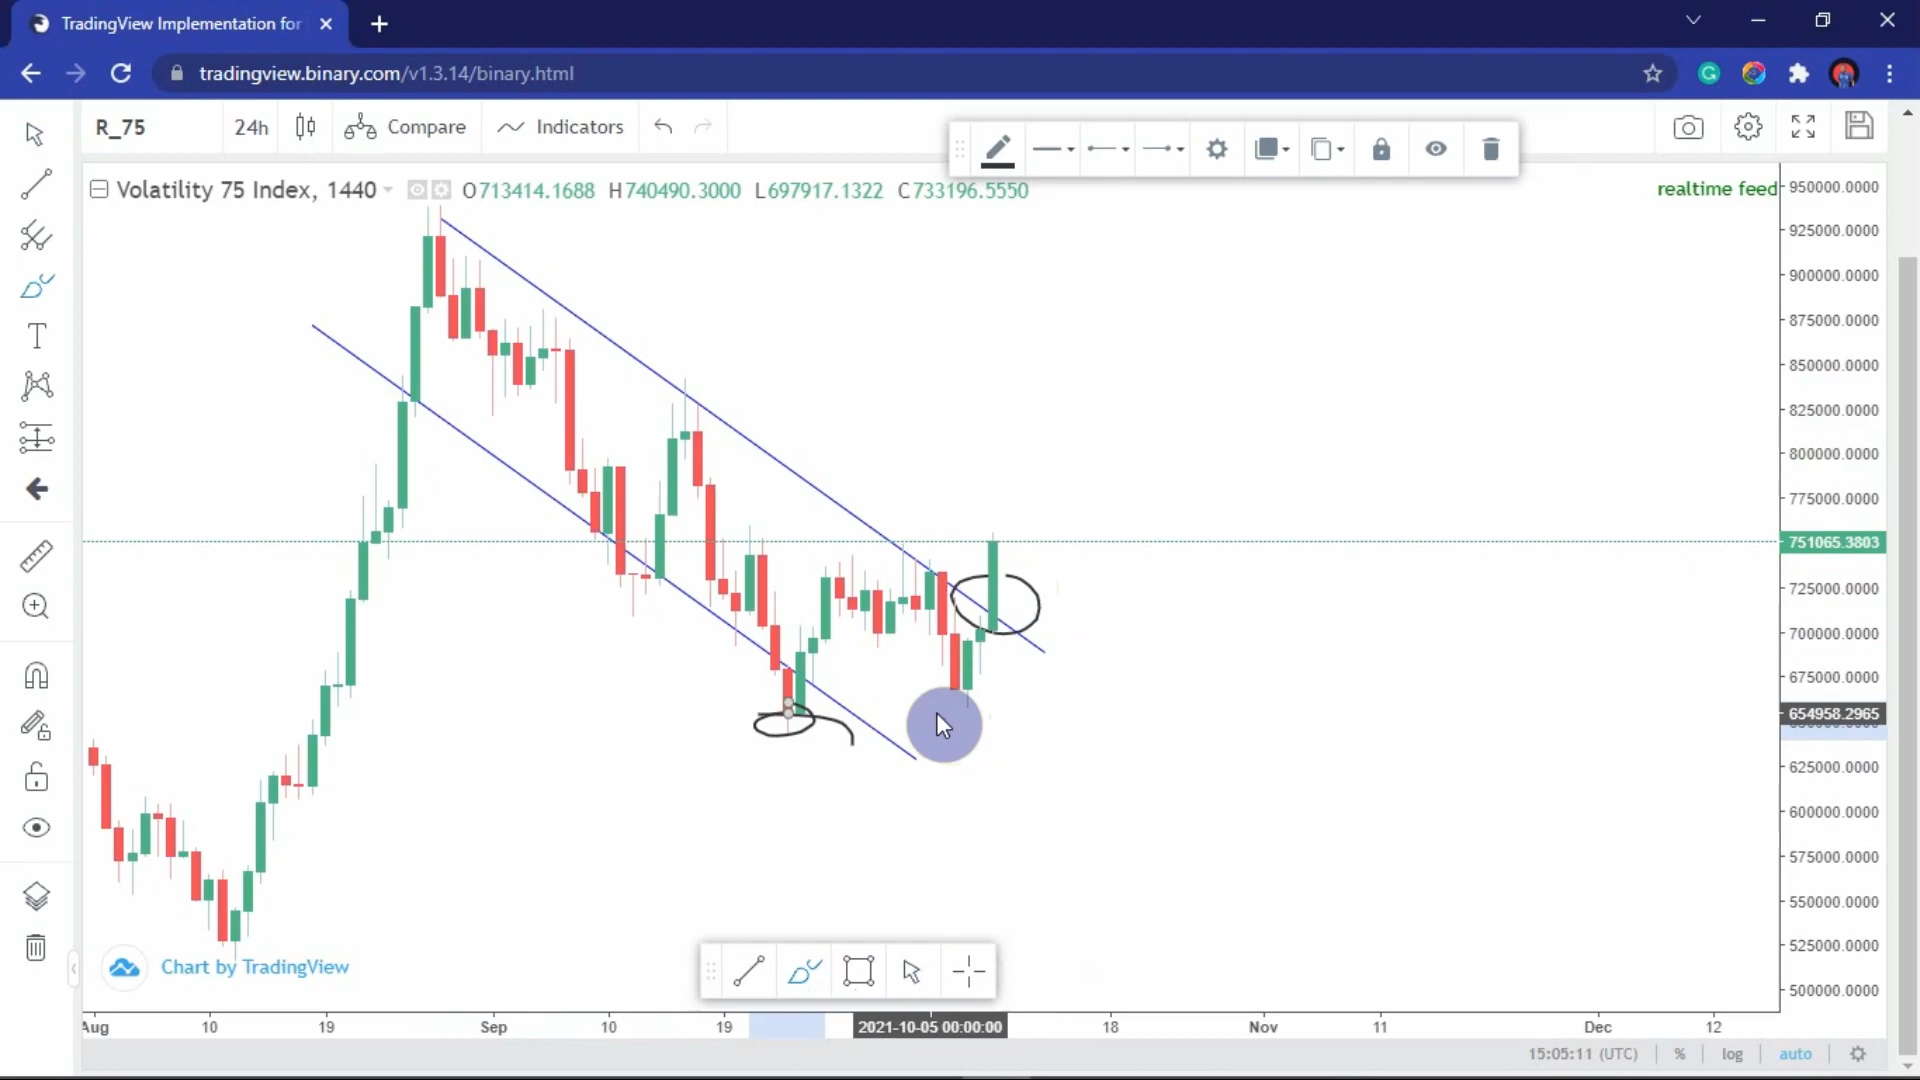 TradingView Implementation for
tradingview.binary.com/v1.3.14/binary.html
R_75
24h
Compare
Indicators
Volatility 75 Index, 1440
O713414.1688 H740490.3000 L697917.1322 C733196.5550
realtime feed
950000.0000
925000.0000
900000.0000
875000.0000
850000.0000
825000.0000
800000.0000
775000.0000
751065.3803
725000.0000
700000.0000
675000.0000
654958.2965
625000.0000
600000.0000
575000.0000
550000.0000
525000.0000
500000.0000
Chart by TradingView
Aug 10 19 Sep 10 19 2021-10-05 00:00:00 18 Nov 11 Dec 12
15:05:11 (UTC) % log auto